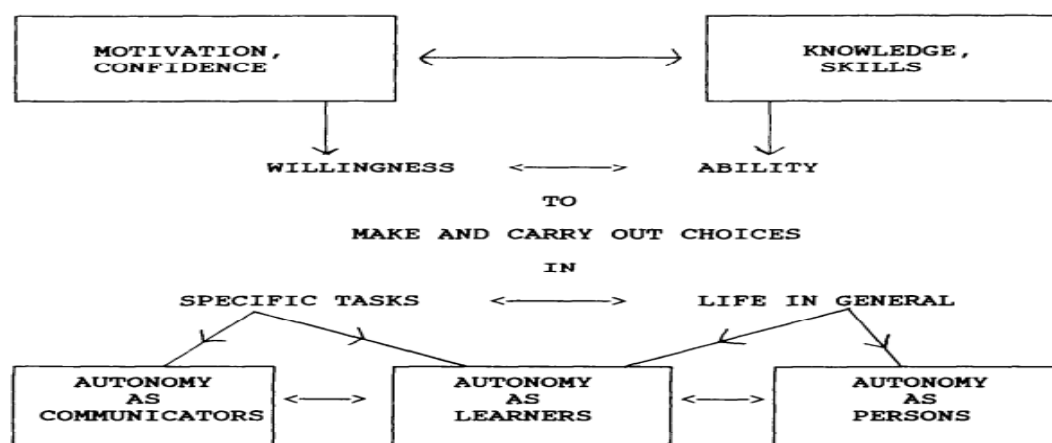 MOTIVATION,
CONFIDENCE
KNOWLEDGE,
SKILLS
WILLINGNESS <---> ABILITY
TO
MAKE AND CARRY OUT CHOICES
IN
SPECIFIC TASKS <---> LIFE IN GENERAL
AUTONOMY
AS
COMMUNICATORS
AUTONOMY
AS
LEARNERS
AUTONOMY
AS
PERSONS